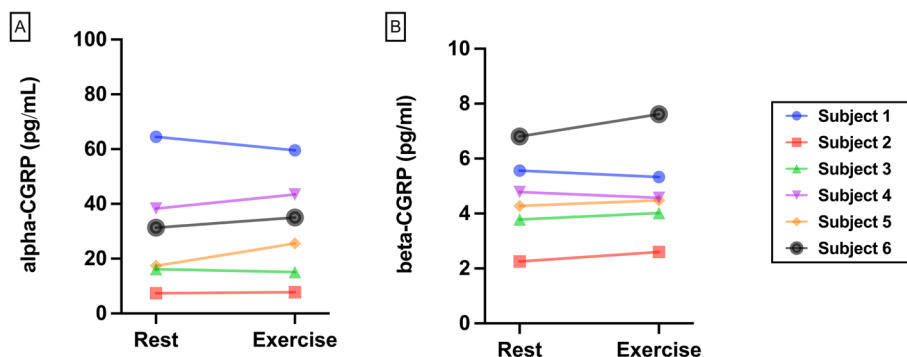 A
alpha-CGRP (pg/mL)
100
80
60
40
20
0
Rest
Exercise
B
beta-CGRP (pg/ml)
10
8
6
4
2
0
Rest
Exercise
Subject 1
Subject 2
Subject 3
Subject 4
Subject 5
Subject 6